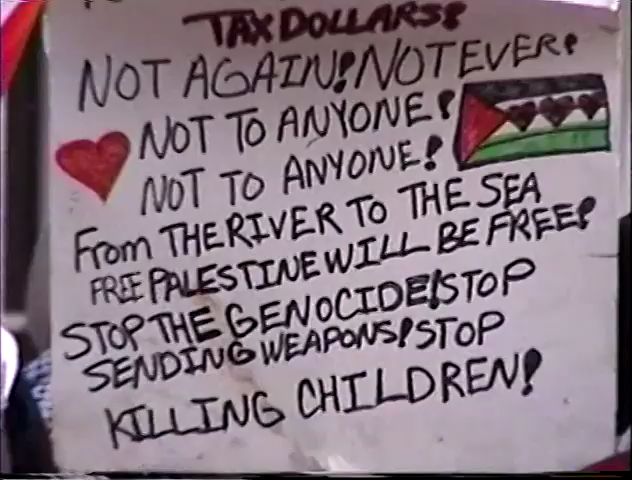 TAX DOLLARS!
NOT AGAIN! NOT EVER!
NOT TO ANYONE!
NOT TO ANYONE!
From THE RIVER TO THE SEA
FREE PALESTINE WILL BE FREE!
STOP THE GENOCIDE! STOP
SENDING WEAPONS! STOP
KILLING CHILDREN!